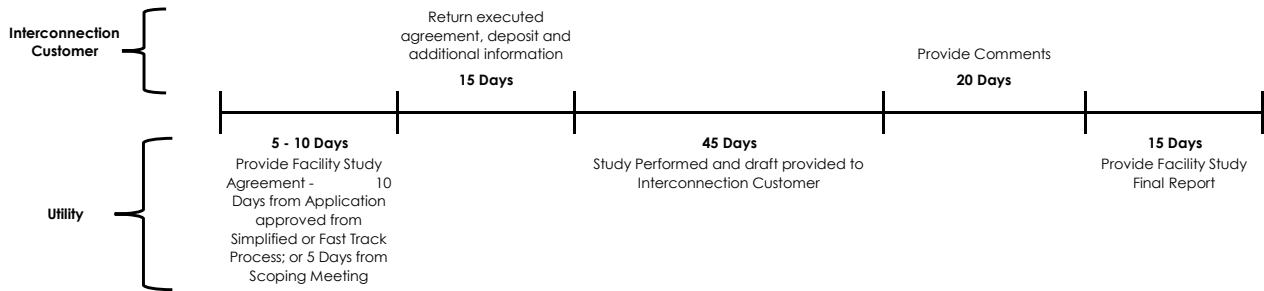 Interconnection
Customer
Return executed
agreement, deposit and
additional information
15 Days
Provide Comments
20 Days
5 - 10 Days
Provide Facility Study
Agreement - 10
Days from Application
approved from
Simplified or Fast Track
Process; or 5 Days from
Scoping Meeting
45 Days
Study Performed and draft provided to
Interconnection Customer
15 Days
Provide Facility Study
Final Report
Utility